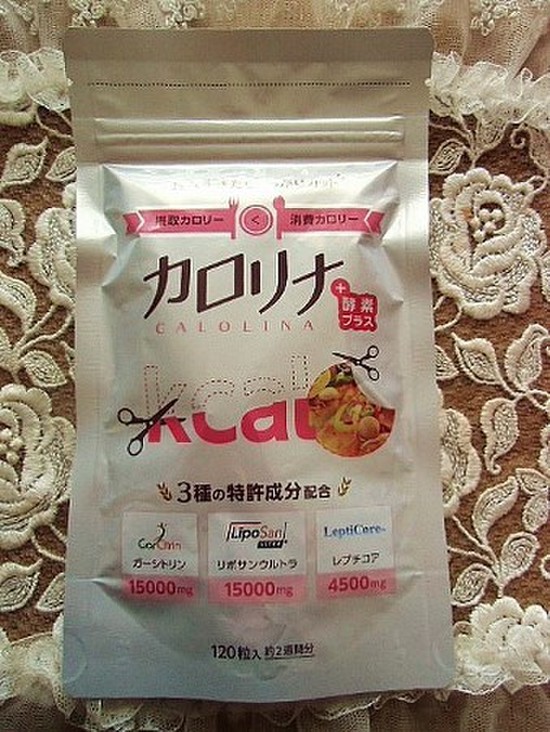 摂取カロリー < 消費カロリー
カロリナ
+
酵素
プラス
CALOLINA
kcal
3種の特許成分配合
LipoSan
ULTRA
LeptiCore
ガーシトリン
リポサンウルトラ
レプチコア
15000mg
15000mg
4500mg
120粒入 約2週間分